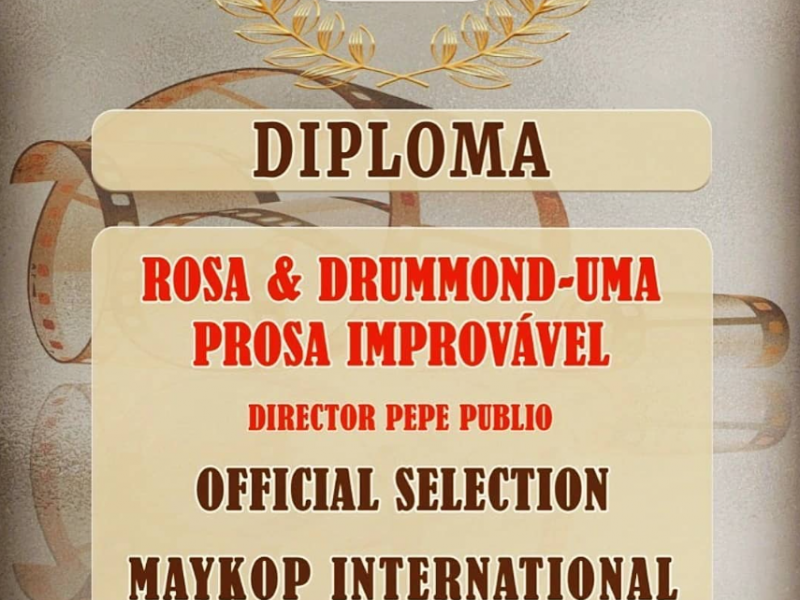 DIPLOMA
ROSA & DRUMMOND-UMA
PROSA IMPROVÁVEL
DIRECTOR PEPE PUBLIO
OFFICIAL SELECTION
MAYKOP INTERNATIONAL